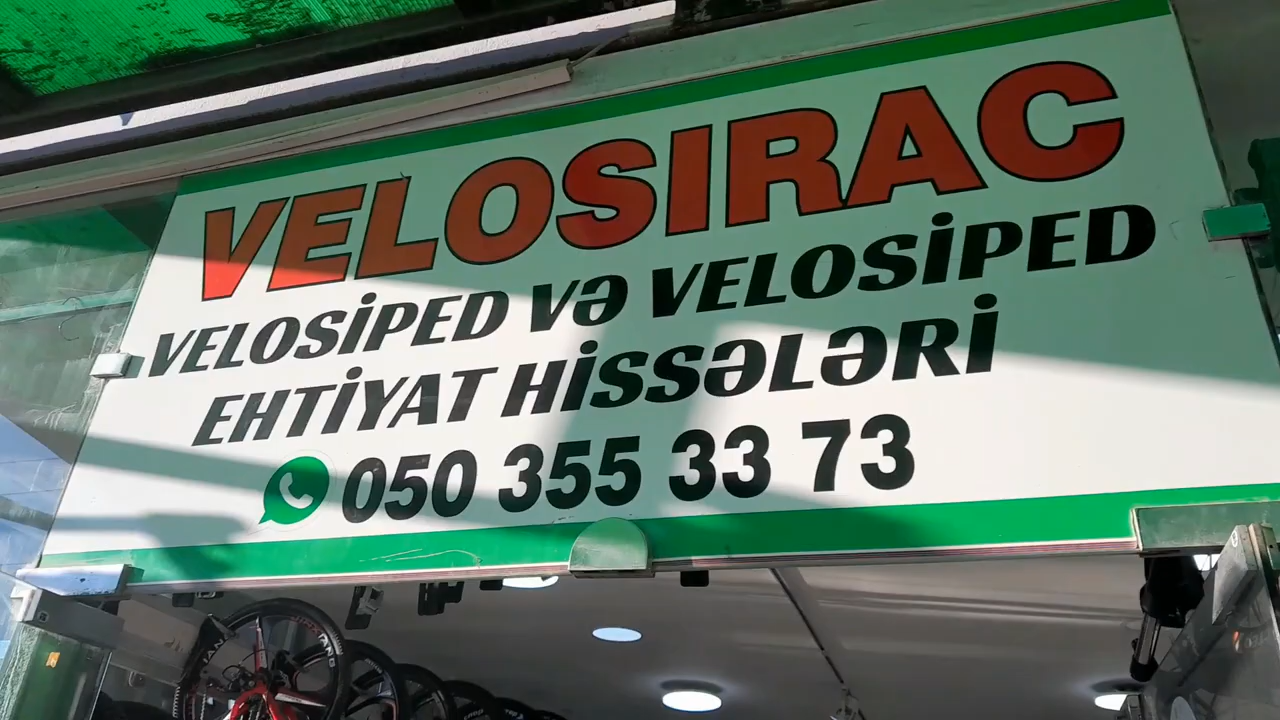 VELOSIRAC
VELOSİPED VƏ VELOSİPED
EHTİYAT HİSSƏLƏRİ
050 355 33 73